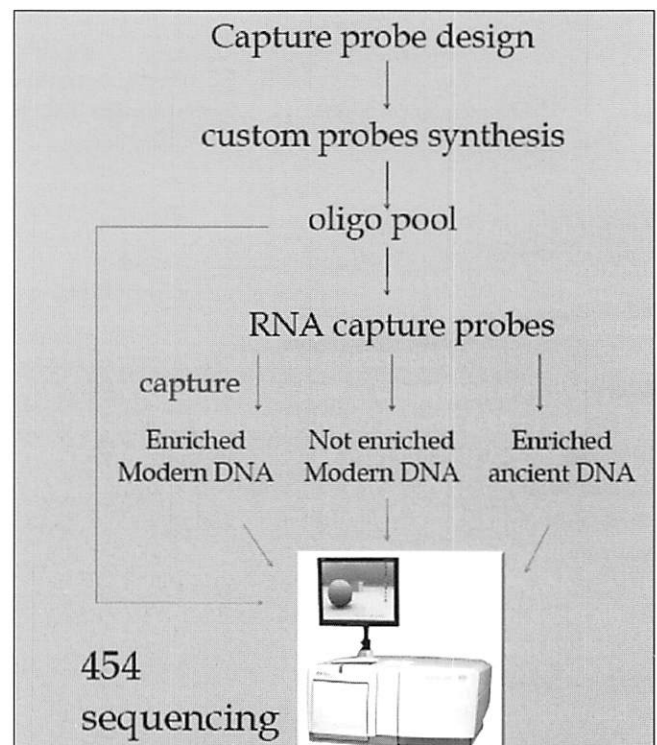 Capture probe design
custom probes synthesis
oligo pool
RNA capture probes
capture
Enriched
Modern DNA
Not enriched
Modern DNA
Enriched
ancient DNA
454
sequencing